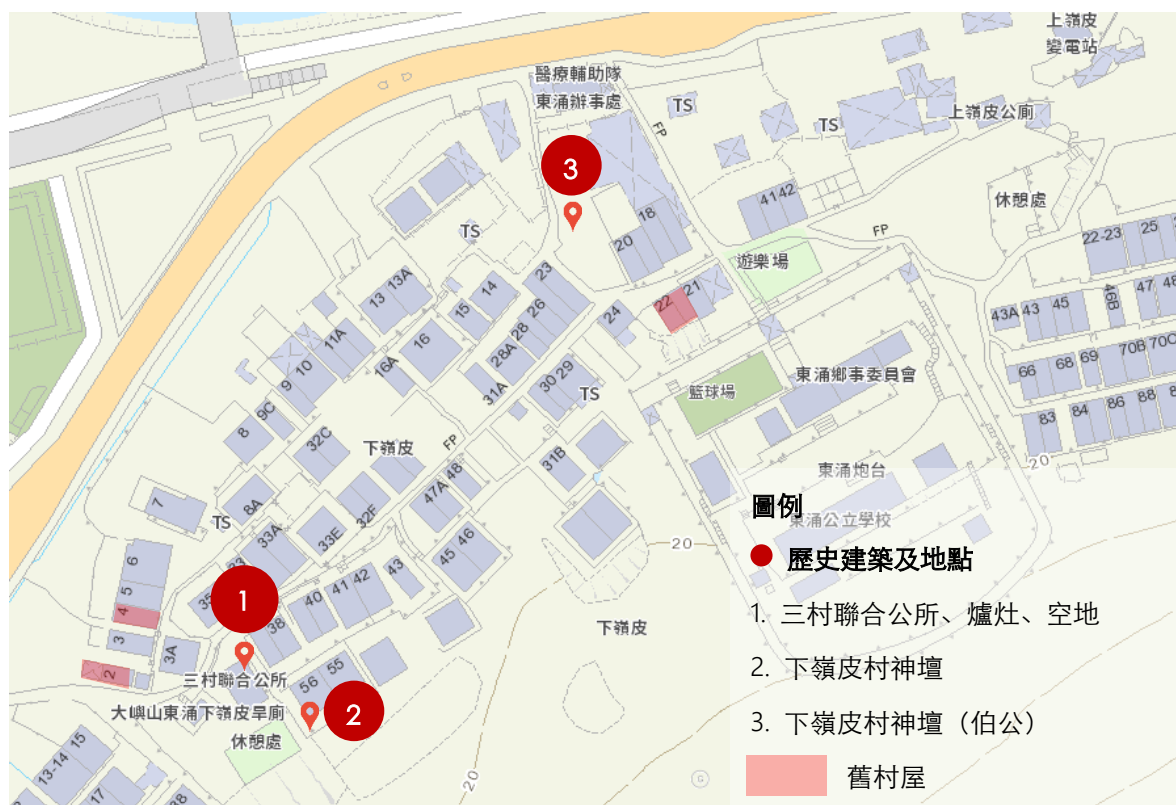 上嶺皮
變電站
醫療輔助隊
東涌辦事處
TS
FP
TS
上嶺皮公廁
3
41 42
休憩處
18
20
FP
22-23
25
TS
遊樂場
23
13 13A
14
22
21
15
26
24
43A
43
45
46B
47
48
11A
28
16
28A
10
9
16A
籃球場
東涌鄉事委員會
66
68
69
70B
70C
31A
30
29
TS
9C
83
84
86
88
8
32C
下嶺皮
FP
31B
20
48
東涌炮台
47A
7
8A
TS
32F
33E
33A
圖例
東涌公立學校
46
45
20
歷史建築及地點
6
5
4
35
1
43
42
41
40
38
下嶺皮
1. 三村聯合公所、爐灶、空地
3
3A
三村聯合公所
2
55
56
2. 下嶺皮村神壇
大嶼山東涌下嶺皮旱廁
2
休憩處
3. 下嶺皮村神壇（伯公）
15
13-14
17
20
G
舊村屋